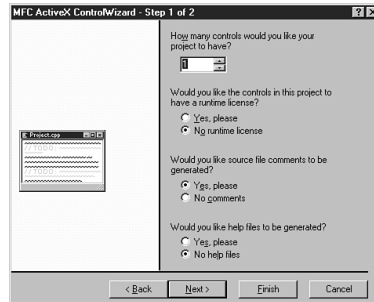 MFC ActiveX ControlWizard - Step 1 of 2
How many controls would you like your
project to have?
1
Would you like the controls in this project to
have a runtime license?
Yes, please
No runtime license
Project.cpp
//TODO:
//TODO:
Would you like source file comments to be
generated?
Yes, please
No comments
Would you like help files to be generated?
Yes, please
No help files
< Back
Next >
Finish
Cancel